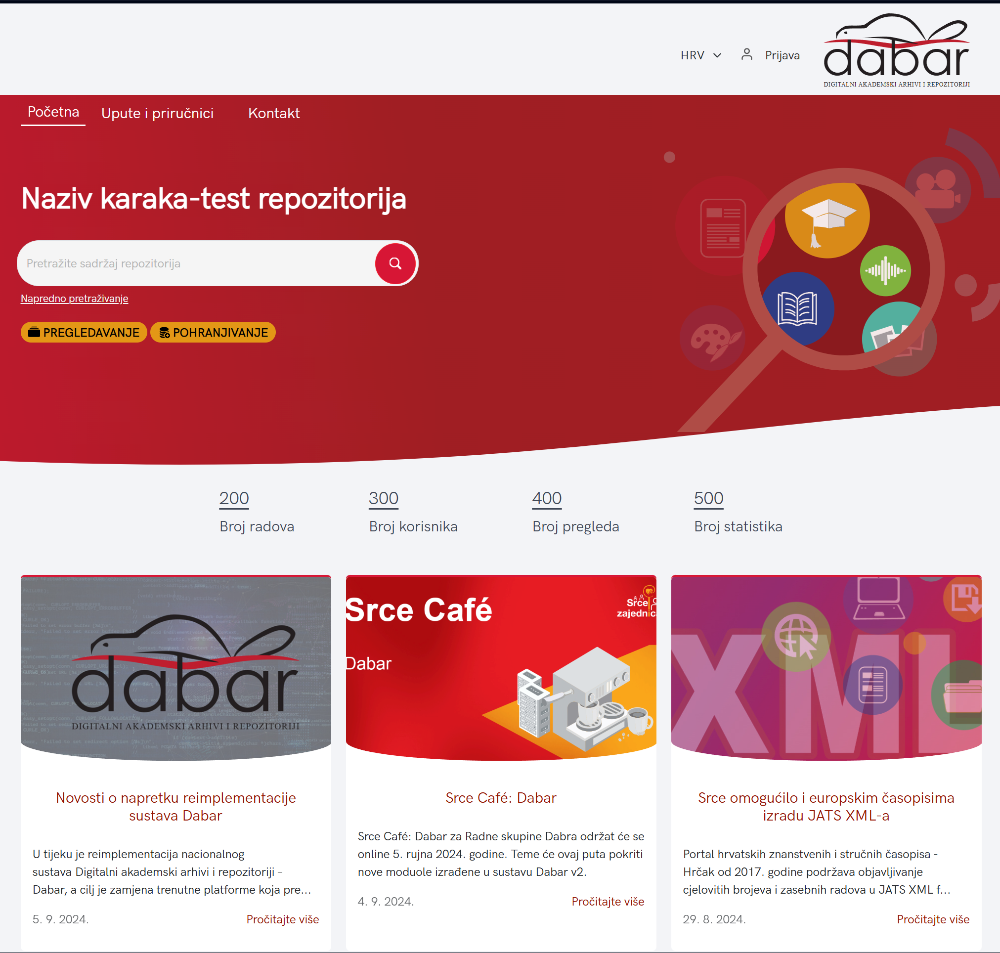 HRV
Prijava
dabar
DIGITALNI AKADEMSKI ARHIVI I REPOZITORIJI
Početna
Upute i priručnici
Kontakt
Naziv karaka-test repozitorija
Pretražite sadržaj repozitorija
Napredno pretraživanje
PREGLEDAVANJE
POHRANJIVANJE
200
Broj radova
300
Broj korisnika
400
Broj pregleda
500
Broj statistika
dabar
DIGITALNI AKADEMSKI ARHIVI I REPOZITORIJI
Novosti o napretku reimplementacije
sustava Dabar
U tijeku je reimplementacija nacionalnog
sustava Digitalni akademski arhivi i repozitoriji –
Dabar, a cilj je zamjena trenutne platforme koja pre...
5. 9. 2024.
Pročitajte više
Srce Café
Srce
zajednic
Dabar
Srce Café: Dabar
Srce Café: Dabar za Radne skupine Dabra održat će se
online 5. rujna 2024. godine. Teme će ovaj puta pokriti
nove moduole izrađene u sustavu Dabar v2.
4. 9. 2024.
Pročitajte više
XML
Srce omogućilo i europskim časopisima
izradu JATS XML-a
Portal hrvatskih znanstvenih i stručnih časopisa -
Hrčak od 2017. godine podržava objavljivanje
cjelovitih brojeva i zasebnih radova u JATS XML f...
29. 8. 2024.
Pročitajte više